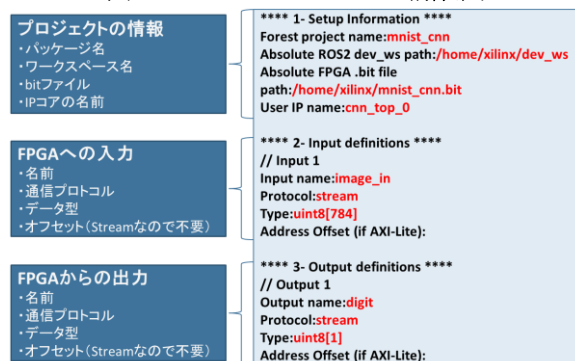 プロジェクトの情報
・パッケージ名
・ワークスペース名
・bitファイル
・IPコアの名前
**** 1- Setup Information ****
Forest project name:mnist_cnn
Absolute ROS2 dev_ws path:/home/xilinx/dev_ws
Absolute FPGA .bit file
path:/home/xilinx/mnist_cnn.bit
User IP name:cnn_top_0
FPGAへの入力
・名前
・通信プロトコル
・データ型
・オフセット(Streamなので不要)
**** 2- Input definitions ****
// Input 1
Input name:image_in
Protocol:stream
Type:uint8[784]
Address Offset (if AXI-Lite):
FPGAからの出力
・名前
・通信プロトコル
・データ型
・オフセット(Streamなので不要)
**** 3- Output definitions ****
// Output 1
Output name:digit
Protocol:stream
Type:uint8[1]
Address Offset (if AXI-Lite):